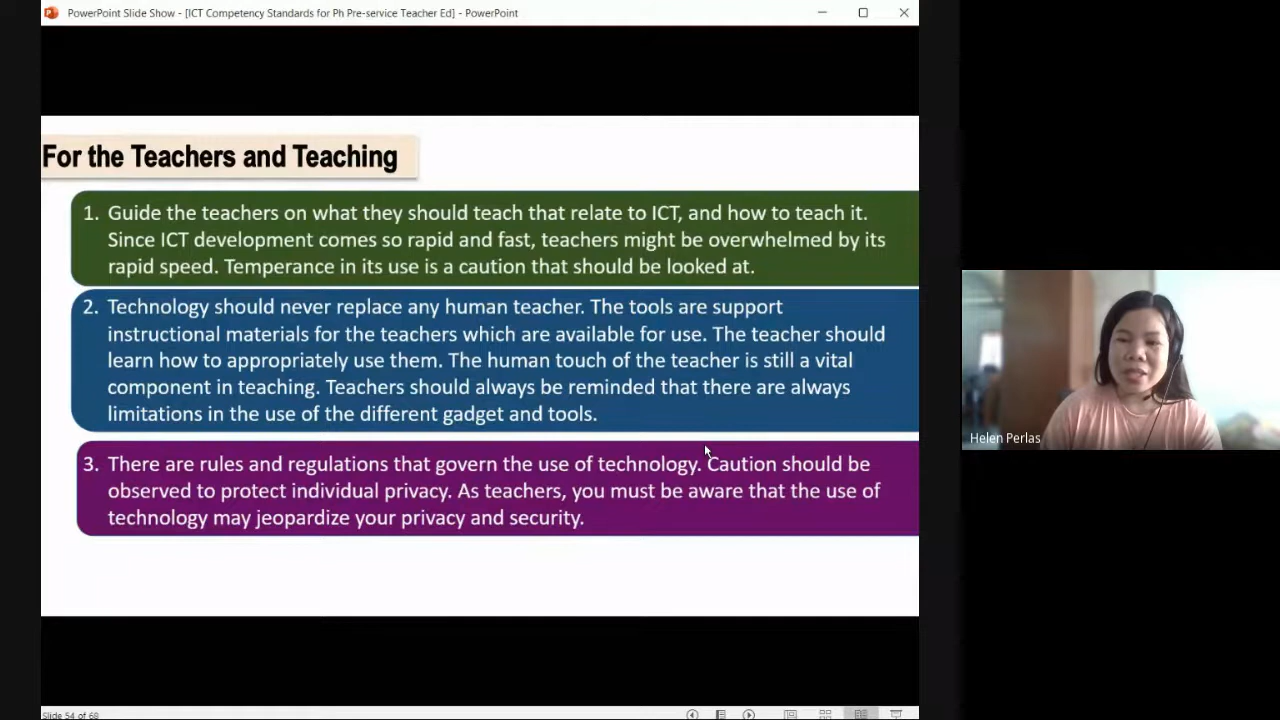 PowerPoint Slide Show - [ICT Competency Standards for Ph Pre-service Teacher Ed] - PowerPoint
For the Teachers and Teaching
1. Guide the teachers on what they should teach that relate to ICT, and how to teach it.
Since ICT development comes so rapid and fast, teachers might be overwhelmed by its
rapid speed. Temperance in its use is a caution that should be looked at.
2. Technology should never replace any human teacher. The tools are support
instructional materials for the teachers which are available for use. The teacher should
learn how to appropriately use them. The human touch of the teacher is still a vital
component in teaching. Teachers should always be reminded that there are always
limitations in the use of the different gadget and tools.
3. There are rules and regulations that govern the use of technology. Caution should be
observed to protect individual privacy. As teachers, you must be aware that the use of
technology may jeopardize your privacy and security.
Helen Perlas
Slide 54 of 68